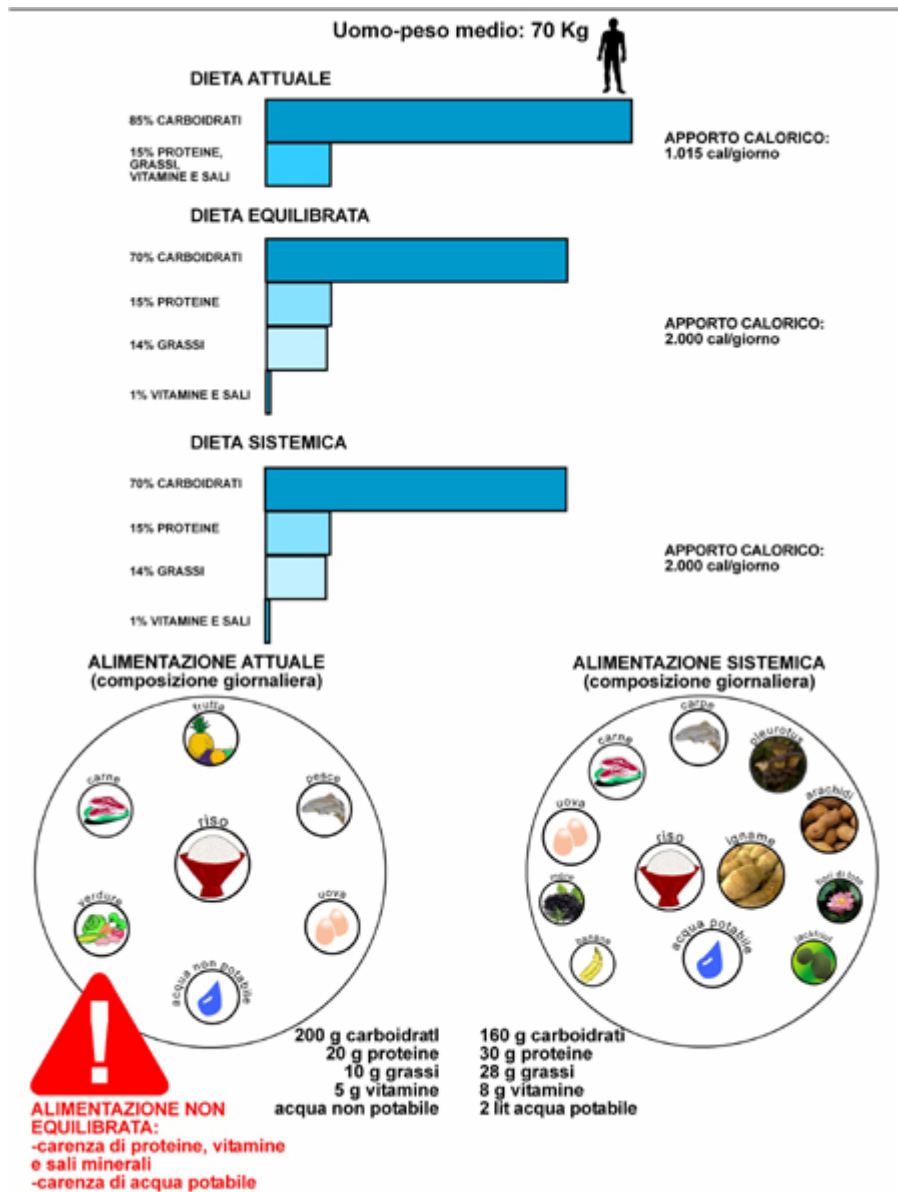 Uomo-peso medio: 70 Kg
DIETA ATTUALE
85% CARBOIDRATI
15% PROTEINE,
GRASSI,
VITAMINE E SALI
APPORTO CALORICO:
1.015 cal/giorno
DIETA EQUILIBRATA
70% CARBOIDRATI
15% PROTEINE
14% GRASSI
1% VITAMINE E SALI
APPORTO CALORICO:
2.000 cal/giorno
DIETA SISTEMICA
70% CARBOIDRATI
15% PROTEINE
14% GRASSI
1% VITAMINE E SALI
APPORTO CALORICO:
2.000 cal/giorno
ALIMENTAZIONE ATTUALE
(composizione giornaliera)
frutta
carne
pesce
riso
verdure
uova
acqua non potabile
ALIMENTAZIONE SISTEMICA
(composizione giornaliera)
carpe
carne
pleurotus
uova
arachidi
riso
igname
more
fiori di loto
banane
acqua potabile
jackfruit
200 g carboidratI
20 g proteine
10 g grassi
5 g vitamine
acqua non potabile
160 g carboidrati
30 g proteine
28 g grassi
8 g vitamine
2 lit acqua potabile
ALIMENTAZIONE NON
EQUILIBRATA:
-carenza di proteine, vitamine
e sali minerali
-carenza di acqua potabile